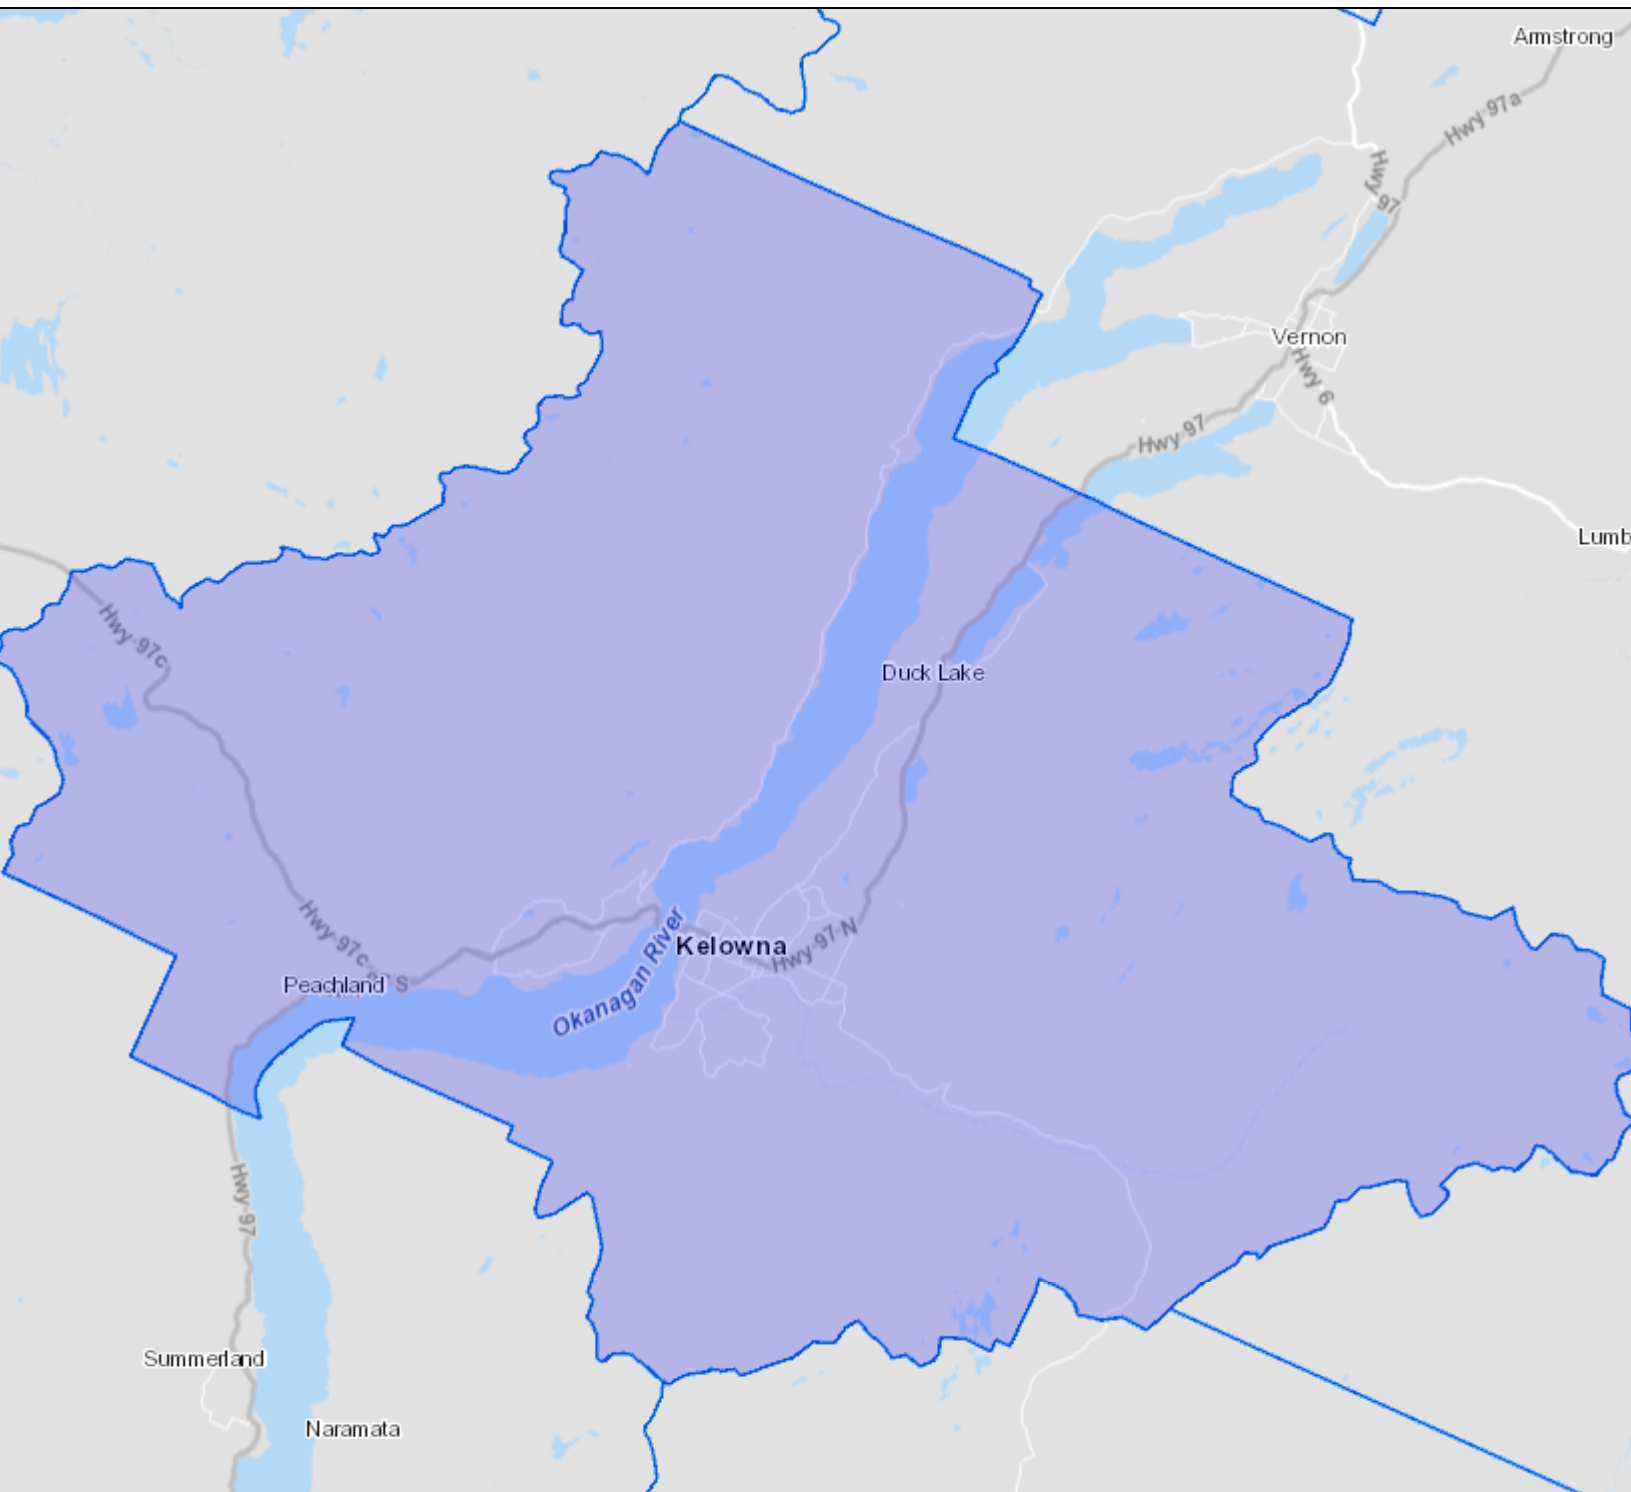 Armstrong
Hwy 97a
Hwy 97
Vernon
Hwy 6
Hwy 97
Lumb
Hwy 97c
Duck Lake
Hwy 97c
S
Peachland
Okanagan River
Kelowna
Hwy 97 N
Hwy 97
Summerland
Naramata